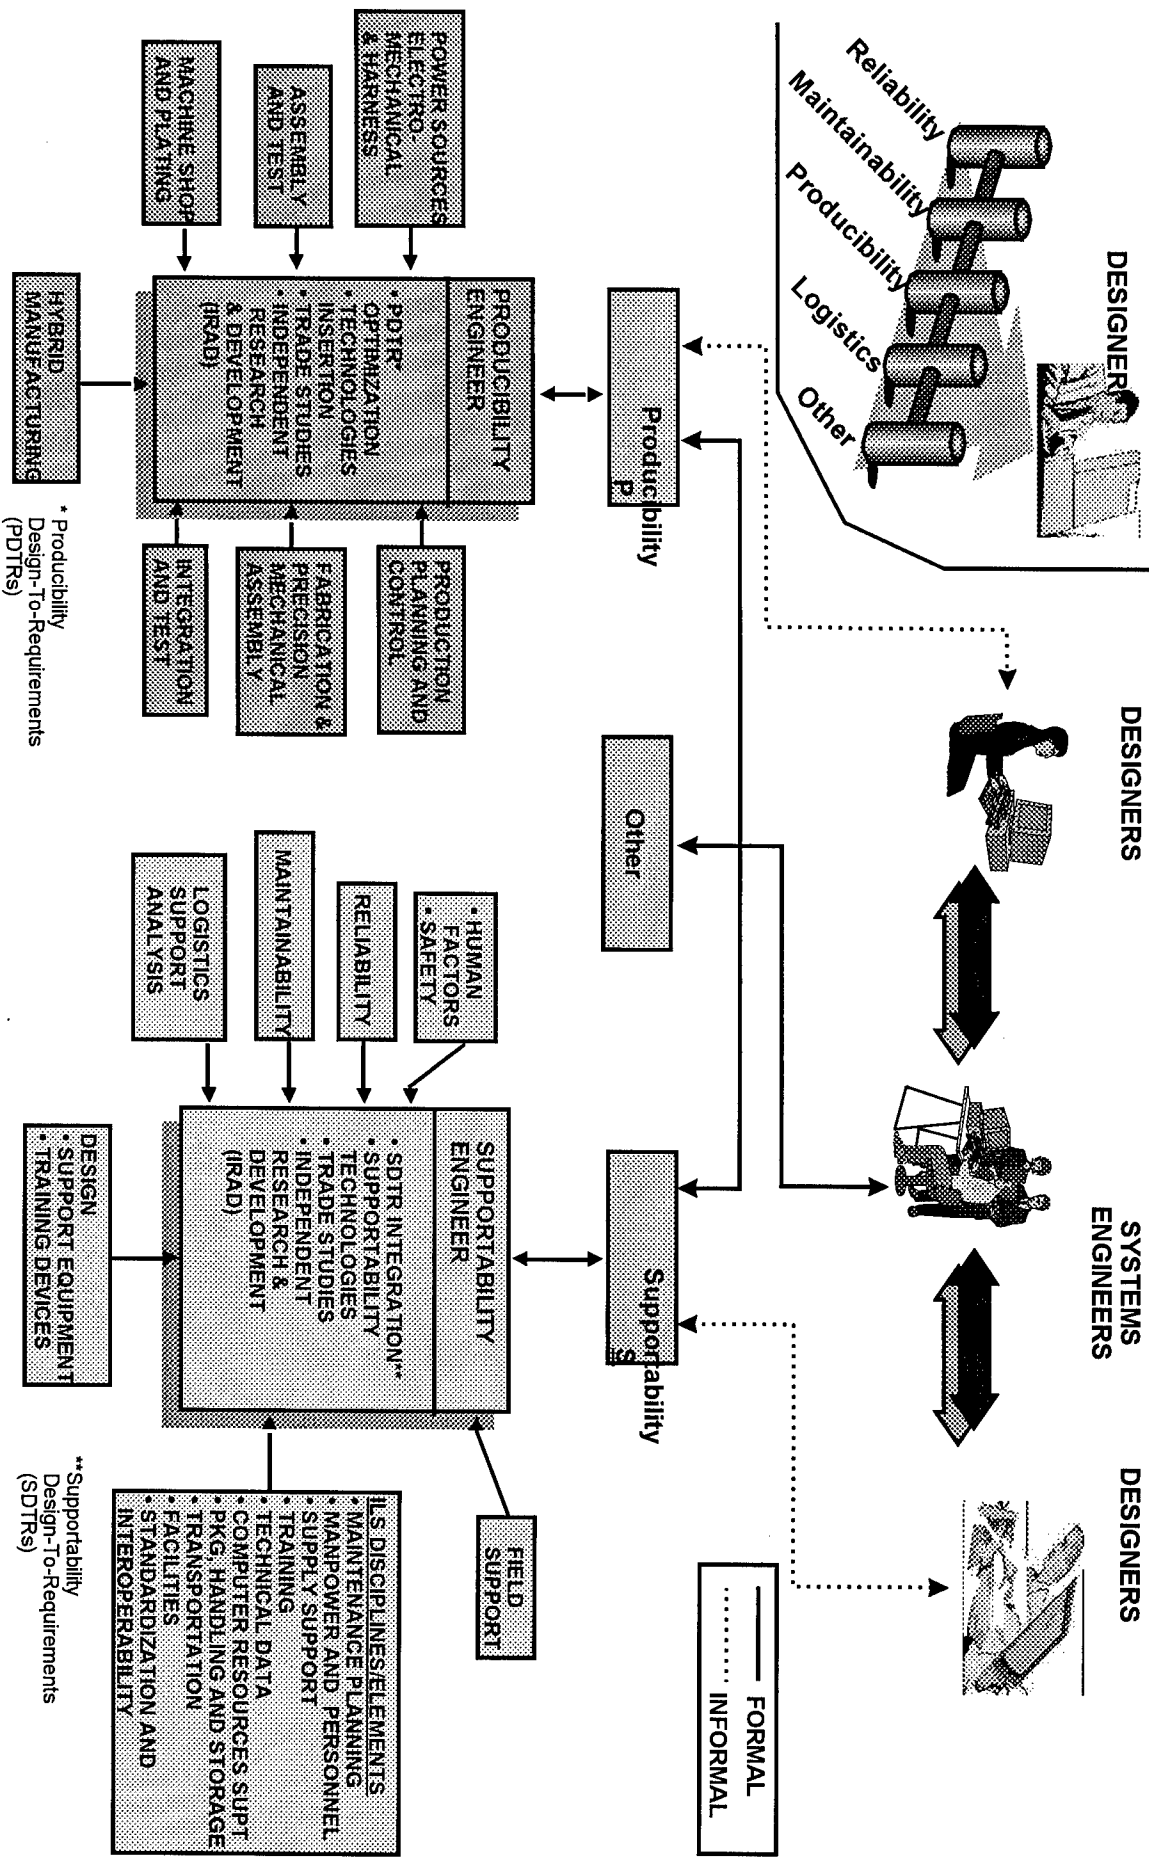 DESIGNER
Reliability
Maintainability
Producibility
Logistics
Other
DESIGNERS
SYSTEMS
ENGINEERS
DESIGNERS
FORMAL
INFORMAL
Producibility
P
Other
Supportability
S
POWER SOURCES
ELECTRO-
MECHANICAL
& HARNESS
ASSEMBLY
AND TEST
MACHINE SHOP
AND PLATING
PRODUCIBILITY
ENGINEER
• PDTR*
OPTIMIZATION
• TECHNOLOGIES
INSERTION
• TRADE STUDIES
• INDEPENDENT
RESEARCH
& DEVELOPMENT
(IRAD)
HYBRID
MANUFACTURING
PRODUCTION
PLANNING AND
CONTROL
FABRICATION &
PRECISION
MECHANICAL
ASSEMBLY
INTEGRATION
AND TEST
* Producibility
Design-To-Requirements
(PDTRs)
• HUMAN
FACTORS
• SAFETY
RELIABILITY
MAINTAINABILITY
LOGISTICS
SUPPORT
ANALYSIS
SUPPORTABILITY
ENGINEER
• SDTR INTEGRATION**
• SUPPORTABILITY
TECHNOLOGIES
• TRADE STUDIES
• INDEPENDENT
RESEARCH &
DEVELOPMENT
(IRAD)
DESIGN
• SUPPORT EQUIPMENT
• TRAINING DEVICES
FIELD
SUPPORT
ILS DISCIPLINES/ELEMENTS
• MAINTENANCE PLANNING
• MANPOWER AND PERSONNEL
• SUPPLY SUPPORT
• TRAINING
• TECHNICAL DATA
• COMPUTER RESOURCES SUPT
• PKG, HANDLING AND STORAGE
• TRANSPORTATION
• FACILITIES
• STANDARDIZATION AND
INTEROPERABILITY
**Supportability
Design-To-Requirements
(SDTRs)